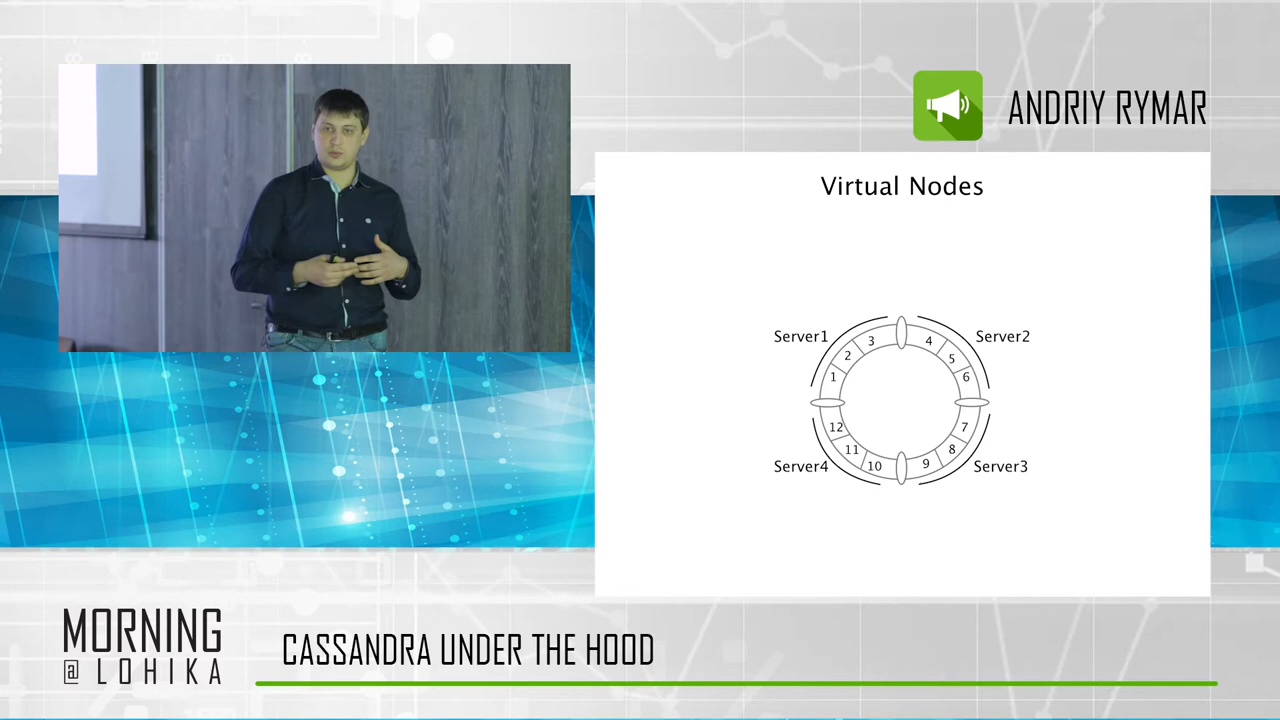 ANDRIY RYMAR
Virtual Nodes
Server1
Server2
3
4
2
5
1
6
12
7
11
8
10
9
Server4
Server3
MORNING
@ LOHIKA
CASSANDRA UNDER THE HOOD